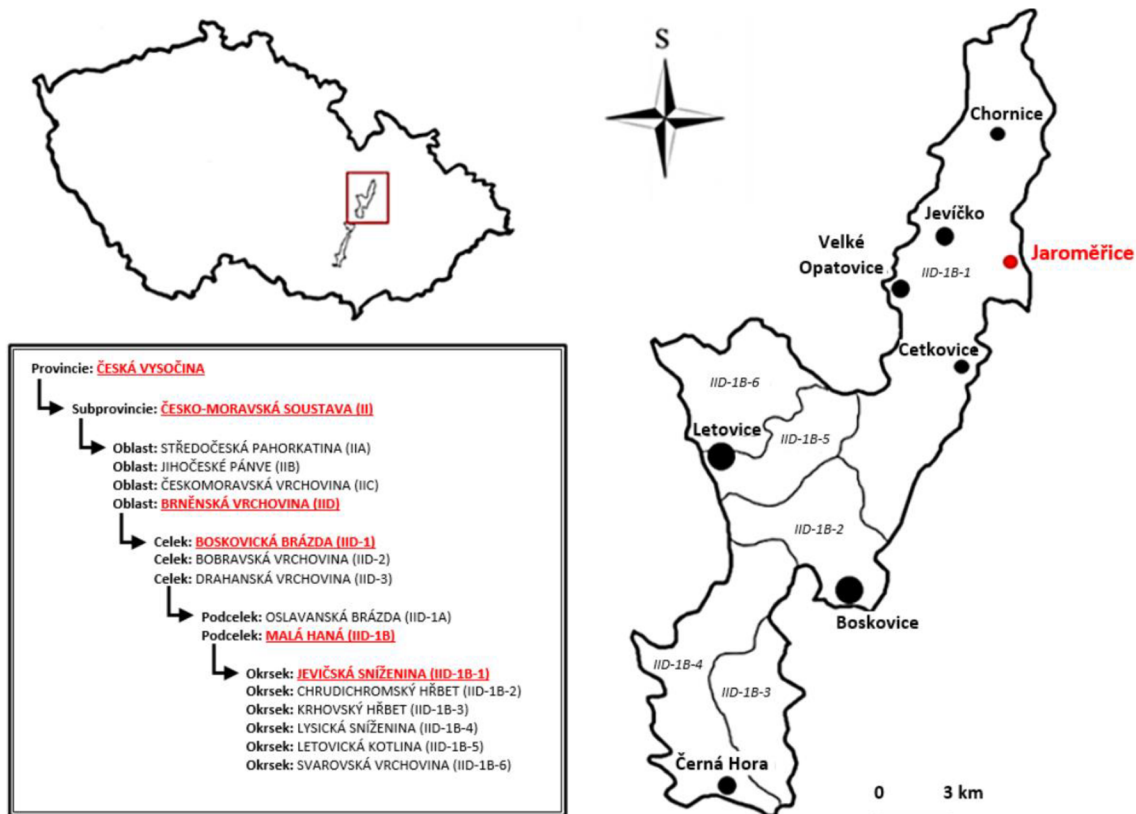 S
Chornice
Jevíčko
Velké
Opatovice
IID-1B-1
Jaroměřice
Cetkovice
IID-1B-6
Letovice
IID-1B-5
IID-1B-2
Boskovice
IID-1B-4
IID-1B-3
Černá Hora
0 3 km
Provincie: ČESKÁ VYSOČINA
Subprovincie: ČESKO-MORAVSKÁ SOUSTAVA (II)
Oblast: STŘEDOČESKÁ PAHORKATINA (IIA)
Oblast: JIHOČESKÉ PÁNVE (IIB)
Oblast: ČESKOMORAVSKÁ VRCHOVINA (IIC)
Oblast: BRNĚNSKÁ VRCHOVINA (IID)
Celek: BOSKOVICKÁ BRÁZDA (IID-1)
Celek: BOBRAVSKÁ VRCHOVINA (IID-2)
Celek: DRAHANSKÁ VRCHOVINA (IID-3)
Podcelek: OSLAVANSKÁ BRÁZDA (IID-1A)
Podcelek: MALÁ HANÁ (IID-1B)
Okrsek: JEVIČSKÁ SNÍŽENINA (IID-1B-1)
Okrsek: CHRUDICHROMSKÝ HŘBET (IID-1B-2)
Okrsek: KRHOVSKÝ HŘBET (IID-1B-3)
Okrsek: LYSICKÁ SNÍŽENINA (IID-1B-4)
Okrsek: LETOVICKÁ KOTLINA (IID-1B-5)
Okrsek: SVAROVSKÁ VRCHOVINA (IID-1B-6)